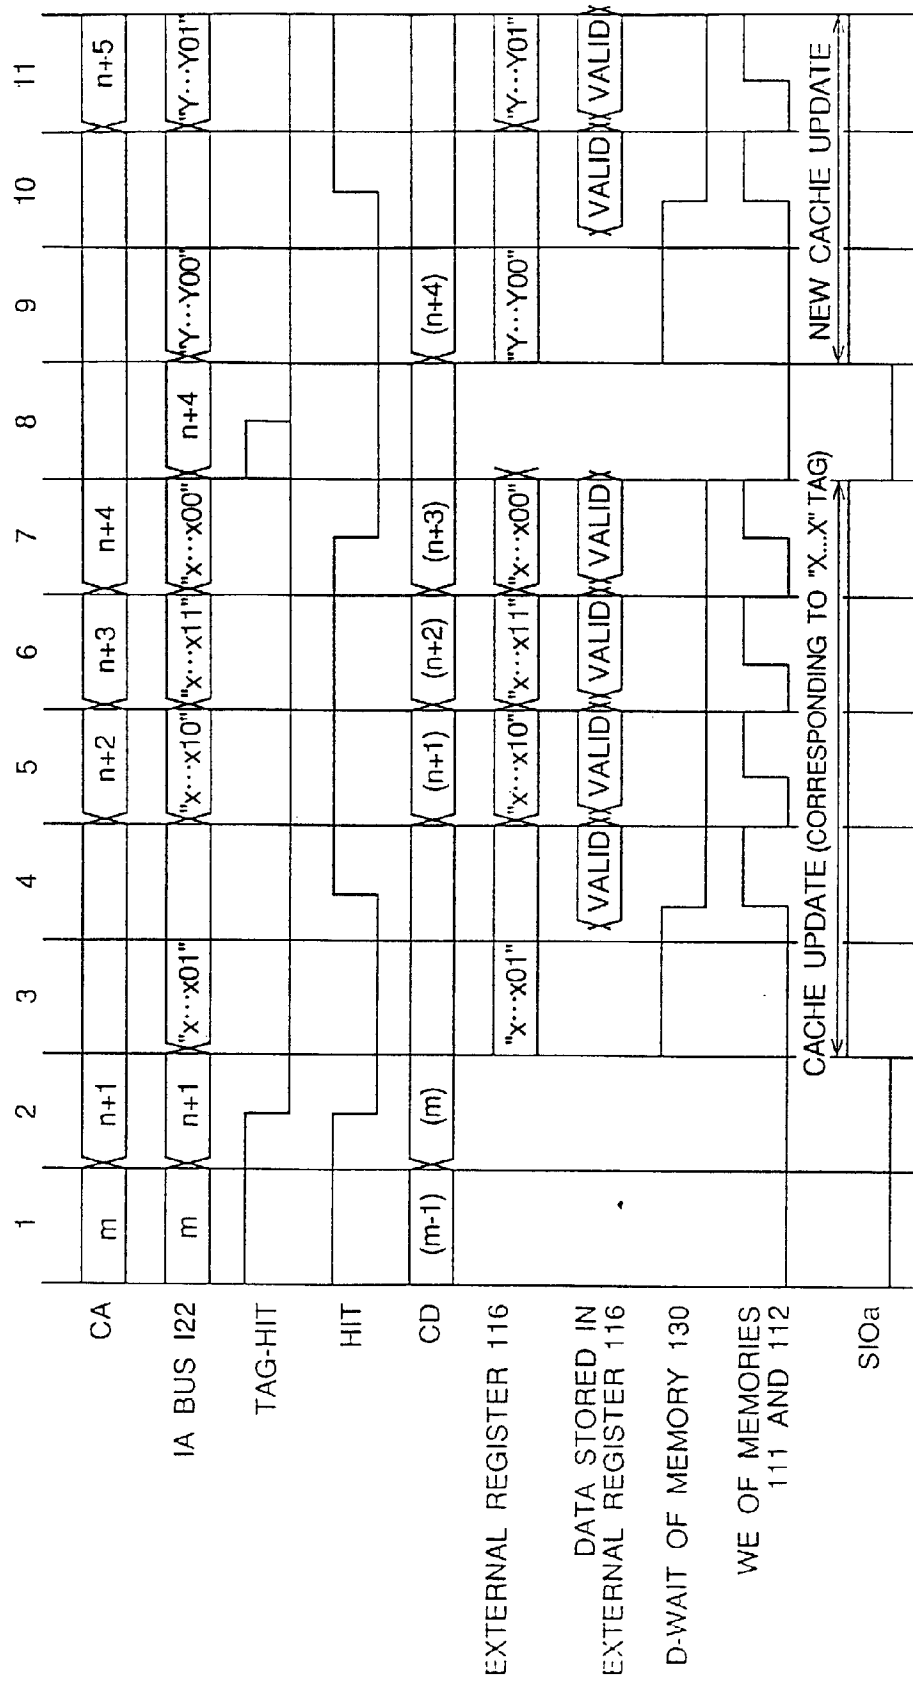 1 2 3 4 5 6 7 8 9 10 11
CA m n+1 n+2 n+3 n+4 n+5
IA BUS I22 m n+1 "x···x01" "x···x10" "x···x11" "x···x00" n+4 "Y···Y00" "Y···Y01"
TAG-HIT
HIT
CD (m-1) (m) (n+1) (n+2) (n+3) (n+4)
EXTERNAL REGISTER 116 "x···x01" "x···x10" "x···x11" "x···x00" "Y···Y00" "Y···Y01"
DATA STORED IN
EXTERNAL REGISTER 116 VALID VALID VALID VALID VALID VALID
D-WAIT OF MEMORY 130
WE OF MEMORIES
111 AND 112
CACHE UPDATE (CORRESPONDING TO "X...X" TAG) NEW CACHE UPDATE
SIOa